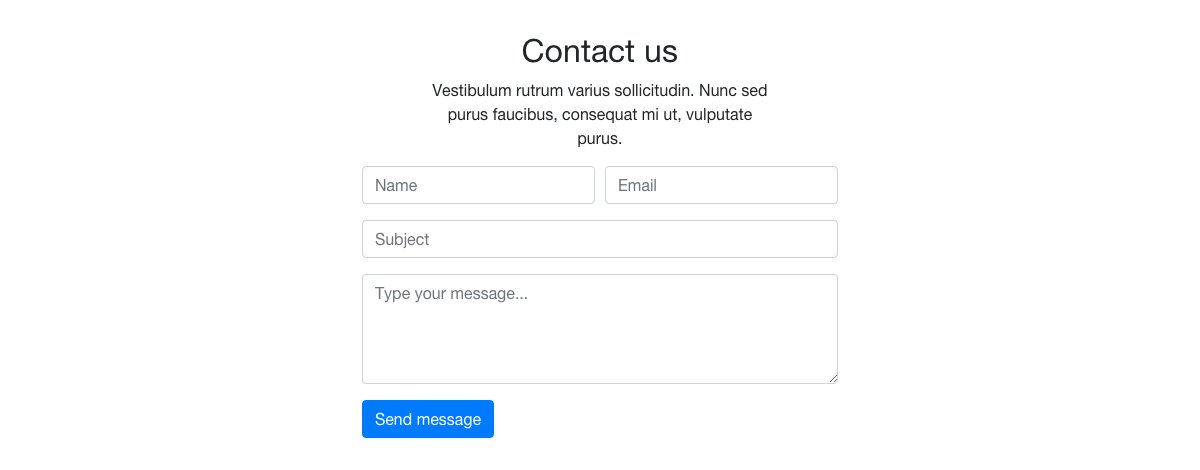 Contact us
Vestibulum rutrum varius sollicitudin. Nunc sed
purus faucibus, consequat mi ut, vulputate
purus.
Name Email
Subject
Type your message...
Send message